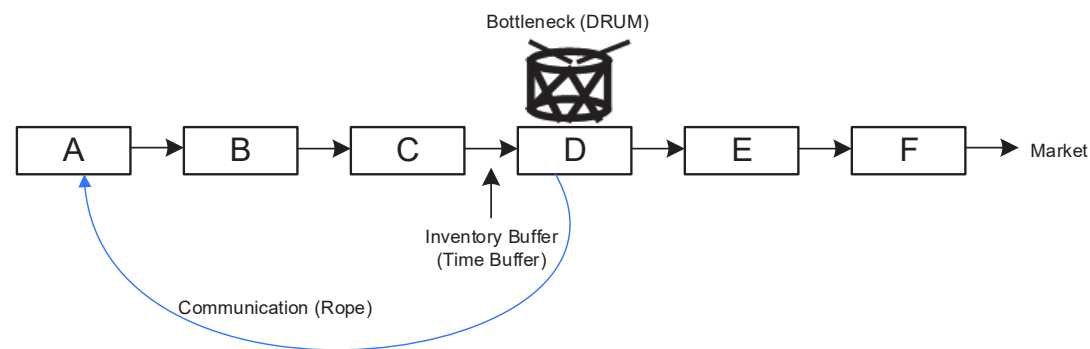 Bottleneck (DRUM)
A
B
C
D
E
F
Market
Inventory Buffer
(Time Buffer)
Communication (Rope)